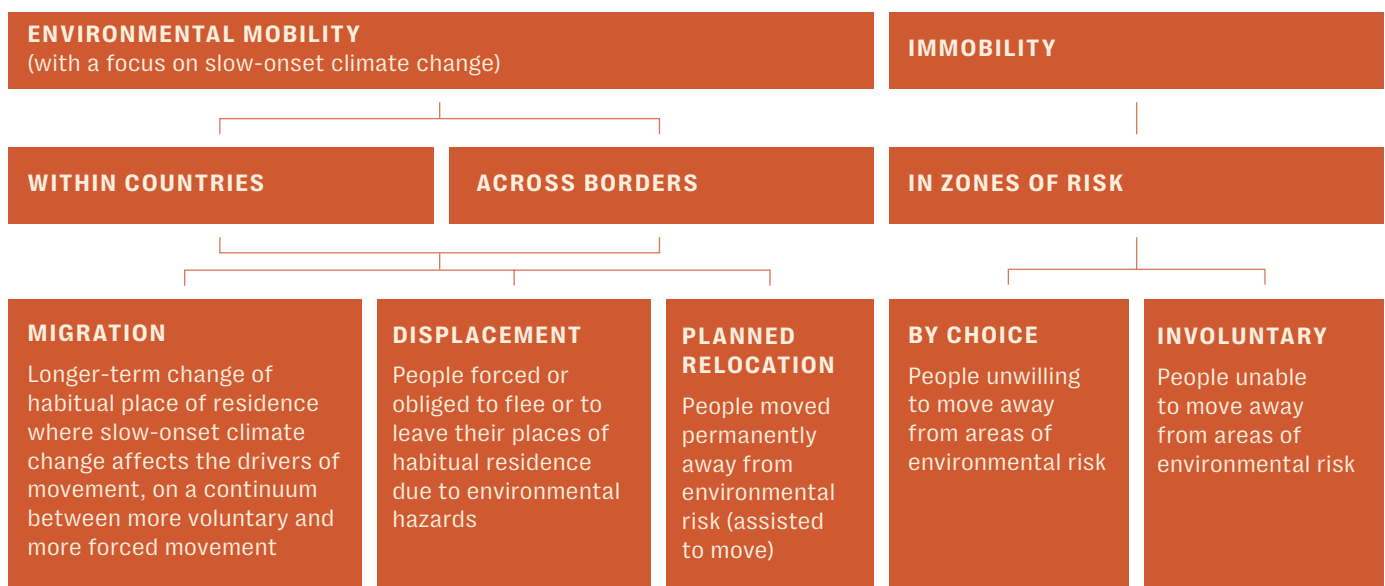 ENVIRONMENTAL MOBILITY
(with a focus on slow-onset climate change)
IMMOBILITY
WITHIN COUNTRIES
ACROSS BORDERS
IN ZONES OF RISK
MIGRATION
Longer-term change of
habitual place of residence
where slow-onset climate
change affects the drivers of
movement, on a continuum
between more voluntary and
more forced movement
DISPLACEMENT
People forced or
obliged to flee or to
leave their places of
habitual residence
due to environmental
hazards
PLANNED
RELOCATION
People moved
permanently
away from
environmental
risk (assisted
to move)
BY CHOICE
People unwilling
to move away
from areas of
environmental risk
INVOLUNTARY
People unable
to move away
from areas of
environmental risk